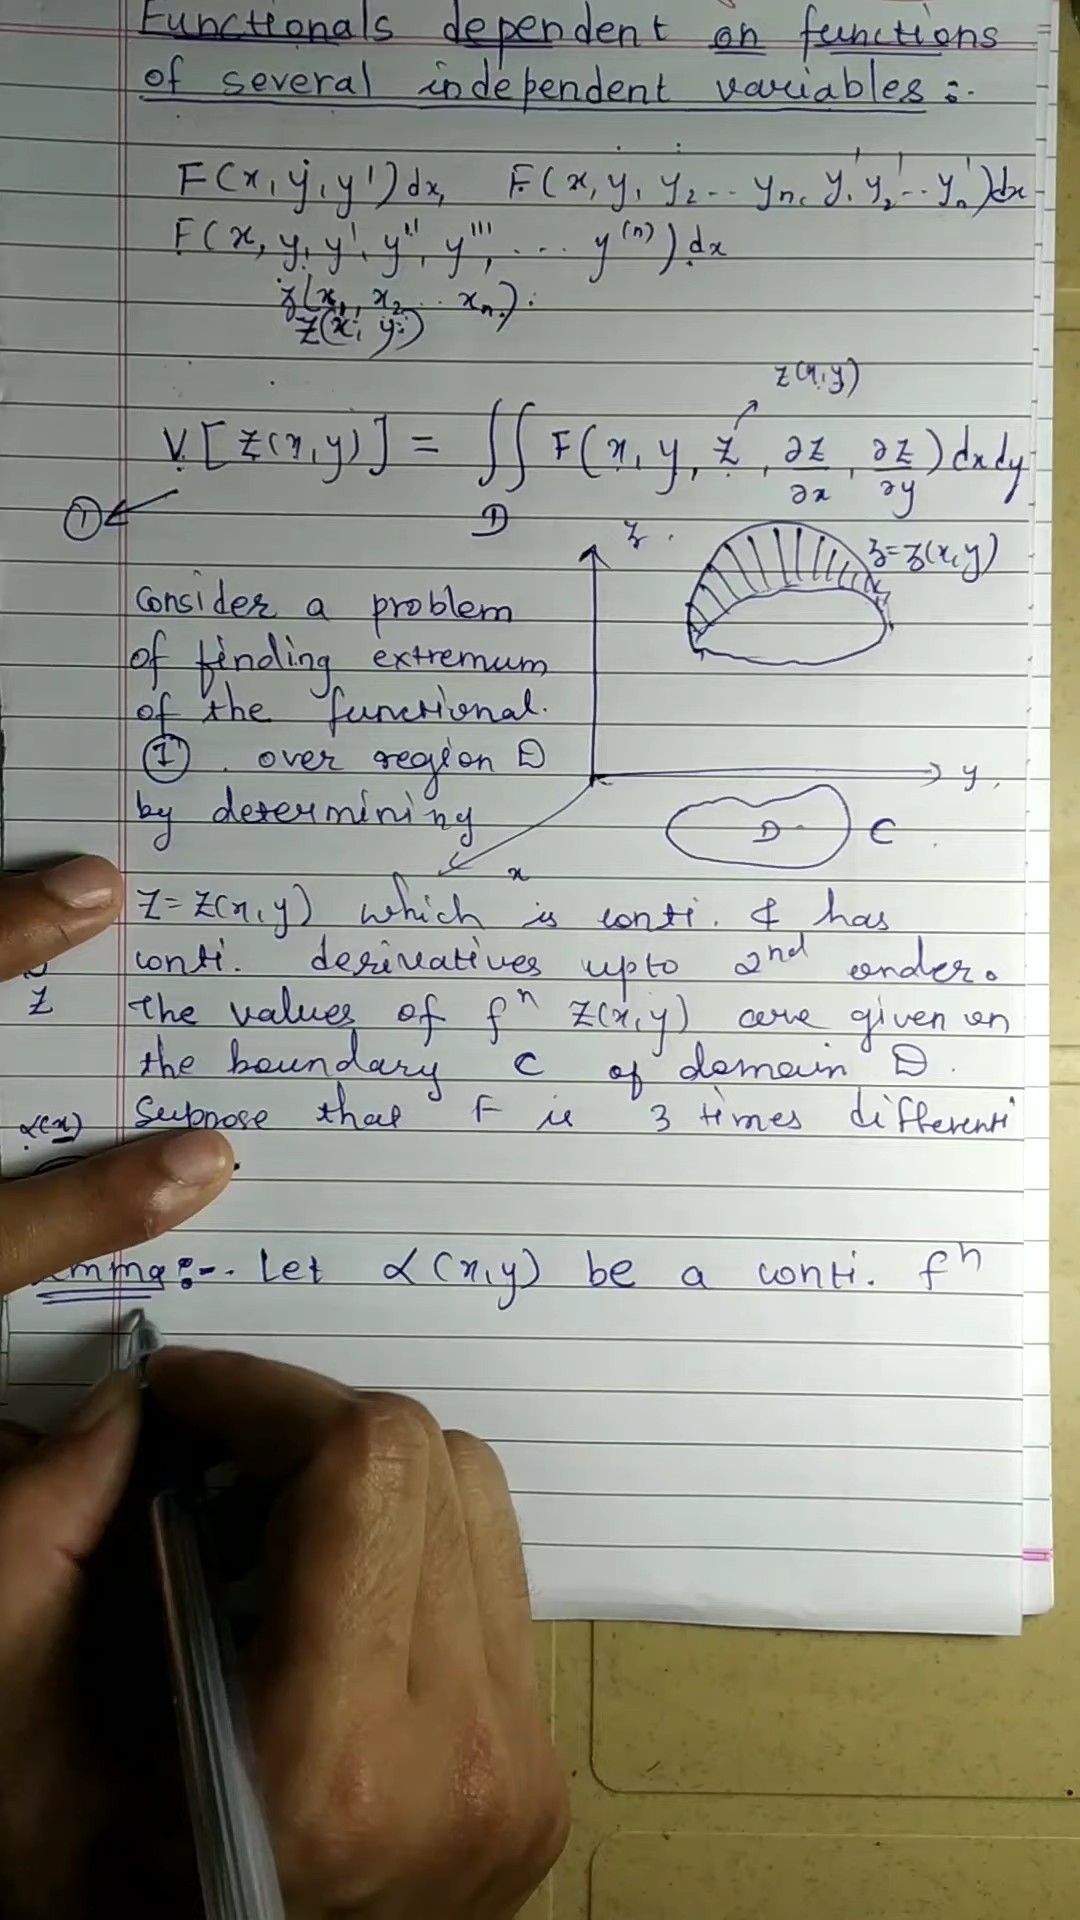 Functionals dependent on functions
of several independent variables :-
F(x, y, y')dx, F(x, y, y2 -- yn, y', y2' -- yn')dx
F(x, y, y', y'', y''', ... y(n)) dx
z(x1, x2 ... xn).
Z(x, y)
z(x,y)
V[z(x,y)] = ∬ F(x, y, z, ∂z/∂x, ∂z/∂y) dx dy
D
①
z
z=z(x,y)
Consider a problem
of finding extremum
of the functional.
① over region D
by determining
y
D
C
x
Z = Z(x,y) which is conti. & has
conti. derivatives upto 2nd order.
Z The values of fn Z(x,y) are given on
the boundary C of domain D.
α(x) Suppose that F is 3 times differenti
mma :-. Let α(x,y) be a conti. fn